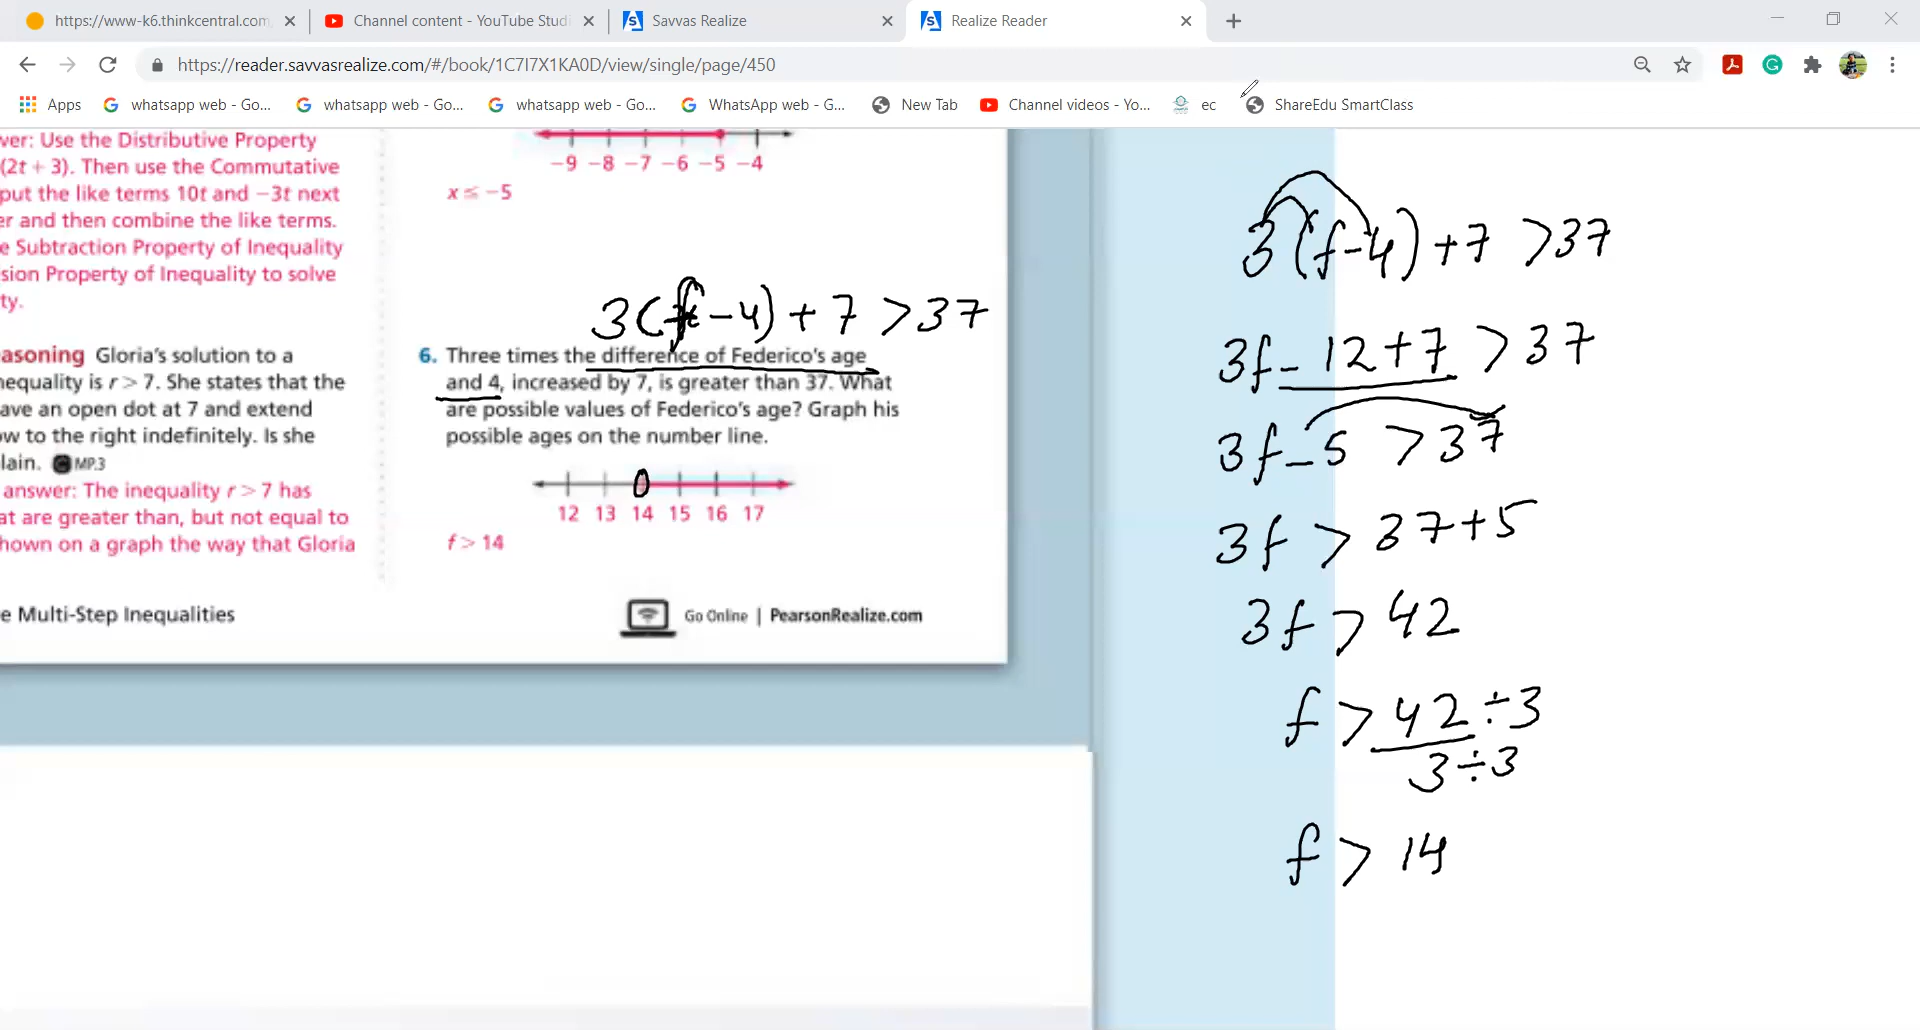 https://www-k6.thinkcentral.com
Channel content - YouTube Studi
Savvas Realize
Realize Reader
https://reader.savvasrealize.com/#/book/1C7I7X1KA0D/view/single/page/450
Apps
whatsapp web - Go...
whatsapp web - Go...
whatsapp web - Go...
WhatsApp web - G...
New Tab
Channel videos - Yo...
ec
ShareEdu SmartClass
ver: Use the Distributive Property
(2t + 3). Then use the Commutative
put the like terms 10t and −3t next
er and then combine the like terms.
e Subtraction Property of Inequality
sion Property of Inequality to solve
ty.
easoning Gloria's solution to a
nequality is r > 7. She states that the
ave an open dot at 7 and extend
ow to the right indefinitely. Is she
lain. MP.3
answer: The inequality r > 7 has
at are greater than, but not equal to
hown on a graph the way that Gloria
e Multi-Step Inequalities
−9 −8 −7 −6 −5 −4
x ≤ −5
3(f−4)+7 >37
6. Three times the difference of Federico's age
and 4, increased by 7, is greater than 37. What
are possible values of Federico's age? Graph his
possible ages on the number line.
12 13 14 15 16 17
f > 14
Go Online | PearsonRealize.com
3(f−4)+7 >37
3f−12+7 >37
3f−5 >37
3f > 37+5
3f > 42
f > 42÷3
3÷3
f > 14